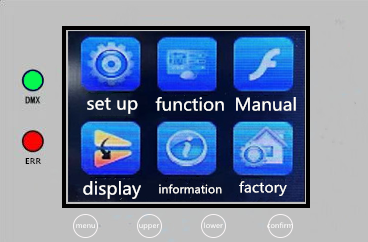 DMX
ERR
set up function Manual
display information factory
menu upper lower confirm